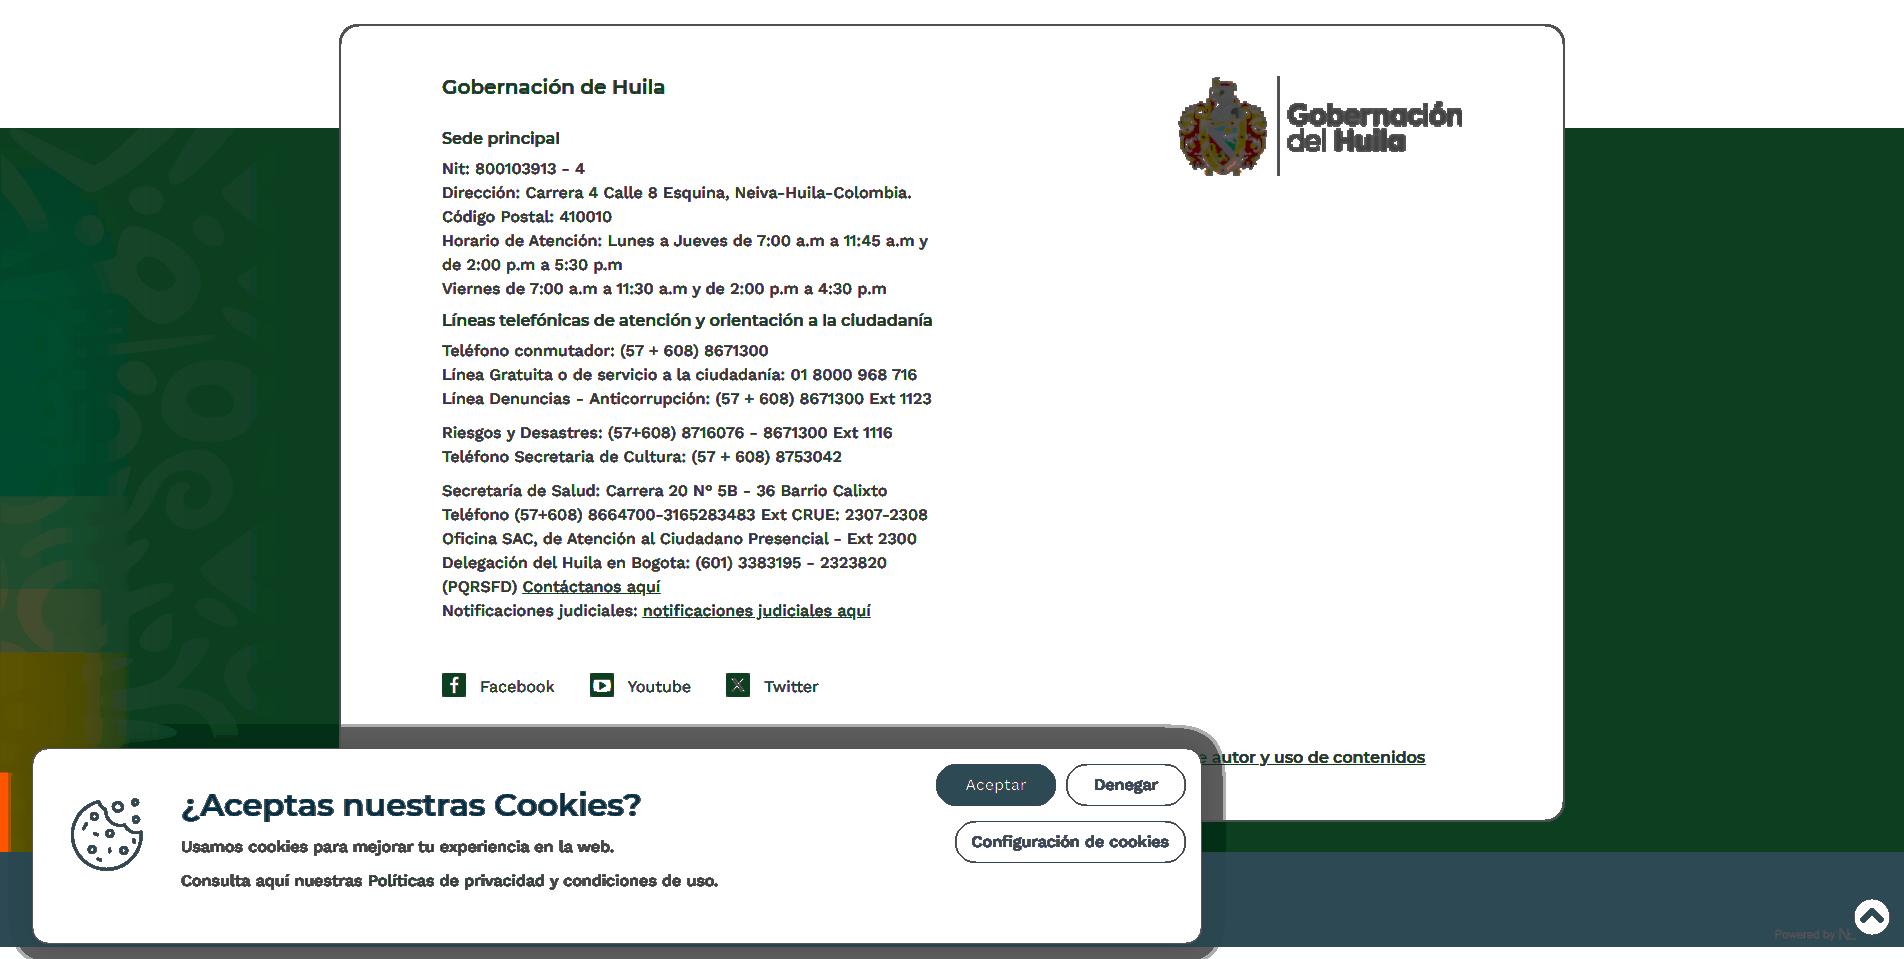 Gobernación de Huila
Gobernación
del Huila
Sede principal
Nit: 800103913 - 4
Dirección: Carrera 4 Calle 8 Esquina, Neiva-Huila-Colombia.
Código Postal: 410010
Horario de Atención: Lunes a Jueves de 7:00 a.m a 11:45 a.m y
de 2:00 p.m a 5:30 p.m
Viernes de 7:00 a.m a 11:30 a.m y de 2:00 p.m a 4:30 p.m
Líneas telefónicas de atención y orientación a la ciudadanía
Teléfono conmutador: (57 + 608) 8671300
Línea Gratuita o de servicio a la ciudadanía: 01 8000 968 716
Línea Denuncias - Anticorrupción: (57 + 608) 8671300 Ext 1123
Riesgos y Desastres: (57+608) 8716076 - 8671300 Ext 1116
Teléfono Secretaria de Cultura: (57 + 608) 8753042
Secretaría de Salud: Carrera 20 N° 5B - 36 Barrio Calixto
Teléfono (57+608) 8664700-3165283483 Ext CRUE: 2307-2308
Oficina SAC, de Atención al Ciudadano Presencial - Ext 2300
Delegación del Huila en Bogota: (601) 3383195 - 2323820
(PQRSFD) Contáctanos aquí
Notificaciones judiciales: notificaciones judiciales aquí
Facebook Youtube Twitter
autor y uso de contenidos
¿Aceptas nuestras Cookies?
Usamos cookies para mejorar tu experiencia en la web.
Consulta aquí nuestras Políticas de privacidad y condiciones de uso.
Aceptar Denegar
Configuración de cookies
Powered by